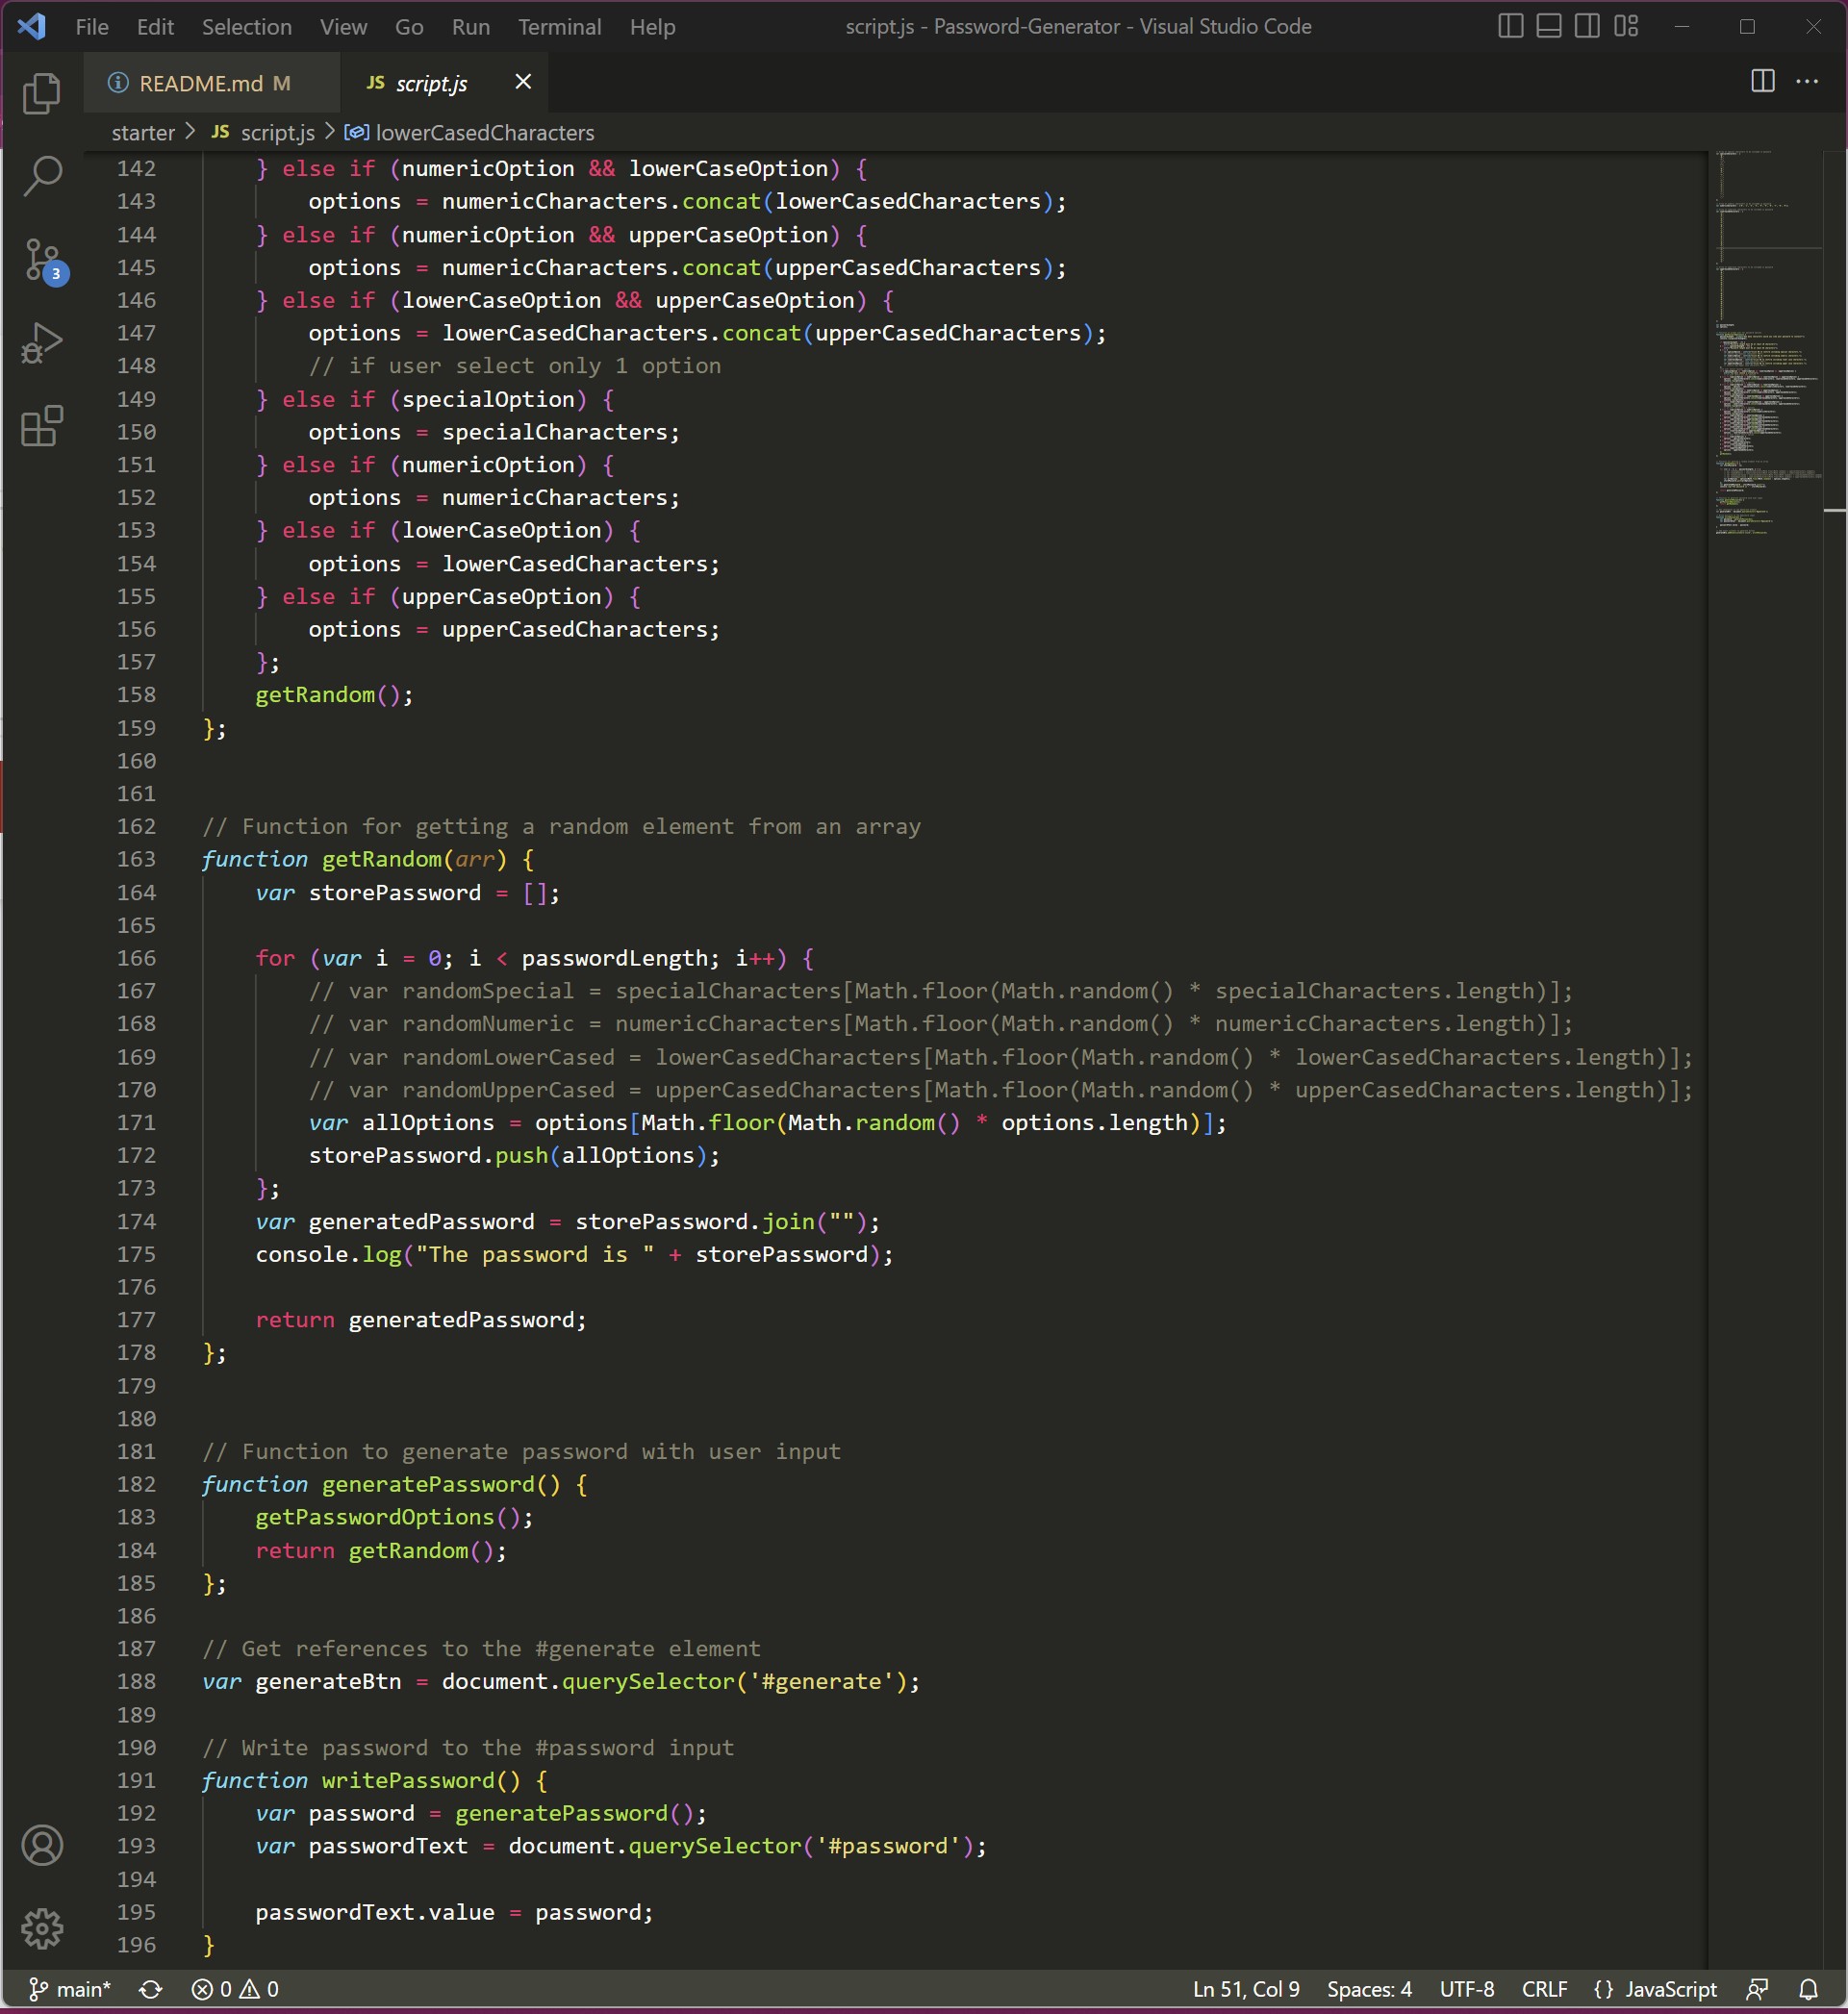 File Edit Selection View Go Run Terminal Help script.js - Password-Generator - Visual Studio Code
README.md M JS script.js
starter > JS script.js > lowerCasedCharacters
3
142 } else if (numericOption && lowerCaseOption) {
143 options = numericCharacters.concat(lowerCasedCharacters);
144 } else if (numericOption && upperCaseOption) {
145 options = numericCharacters.concat(upperCasedCharacters);
146 } else if (lowerCaseOption && upperCaseOption) {
147 options = lowerCasedCharacters.concat(upperCasedCharacters);
148 // if user select only 1 option
149 } else if (specialOption) {
150 options = specialCharacters;
151 } else if (numericOption) {
152 options = numericCharacters;
153 } else if (lowerCaseOption) {
154 options = lowerCasedCharacters;
155 } else if (upperCaseOption) {
156 options = upperCasedCharacters;
157 };
158 getRandom();
159 };
160
161
162 // Function for getting a random element from an array
163 function getRandom(arr) {
164 var storePassword = [];
165
166 for (var i = 0; i < passwordLength; i++) {
167 // var randomSpecial = specialCharacters[Math.floor(Math.random() * specialCharacters.length)];
168 // var randomNumeric = numericCharacters[Math.floor(Math.random() * numericCharacters.length)];
169 // var randomLowerCased = lowerCasedCharacters[Math.floor(Math.random() * lowerCasedCharacters.length)];
170 // var randomUpperCased = upperCasedCharacters[Math.floor(Math.random() * upperCasedCharacters.length)];
171 var allOptions = options[Math.floor(Math.random() * options.length)];
172 storePassword.push(allOptions);
173 };
174 var generatedPassword = storePassword.join("");
175 console.log("The password is " + storePassword);
176
177 return generatedPassword;
178 };
179
180
181 // Function to generate password with user input
182 function generatePassword() {
183 getPasswordOptions();
184 return getRandom();
185 };
186
187 // Get references to the #generate element
188 var generateBtn = document.querySelector('#generate');
189
190 // Write password to the #password input
191 function writePassword() {
192 var password = generatePassword();
193 var passwordText = document.querySelector('#password');
194
195 passwordText.value = password;
196 }
main* 0 0 Ln 51, Col 9 Spaces: 4 UTF-8 CRLF {} JavaScript